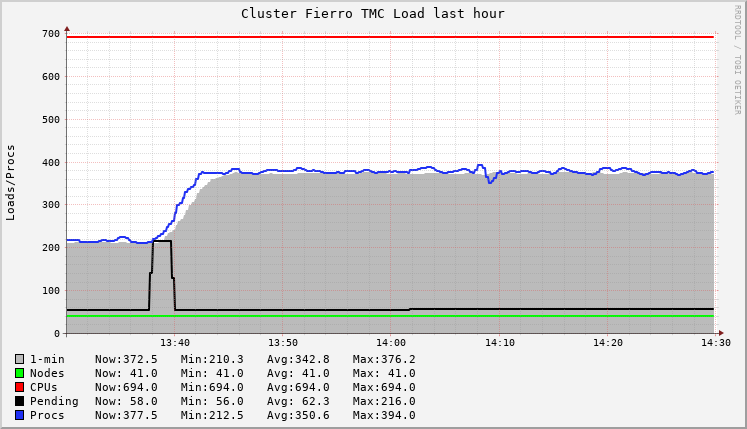 Cluster Fierro TMC Load last hour
RRDTOOL / TOBI OETIKER
Loads/Procs
700
600
500
400
300
200
100
0
13:40 13:50 14:00 14:10 14:20 14:30
1-min Now:372.5 Min:210.3 Avg:342.8 Max:376.2
Nodes Now: 41.0 Min: 41.0 Avg: 41.0 Max: 41.0
CPUs Now:694.0 Min:694.0 Avg:694.0 Max:694.0
Pending Now: 58.0 Min: 56.0 Avg: 62.3 Max:216.0
Procs Now:377.5 Min:212.5 Avg:350.6 Max:394.0